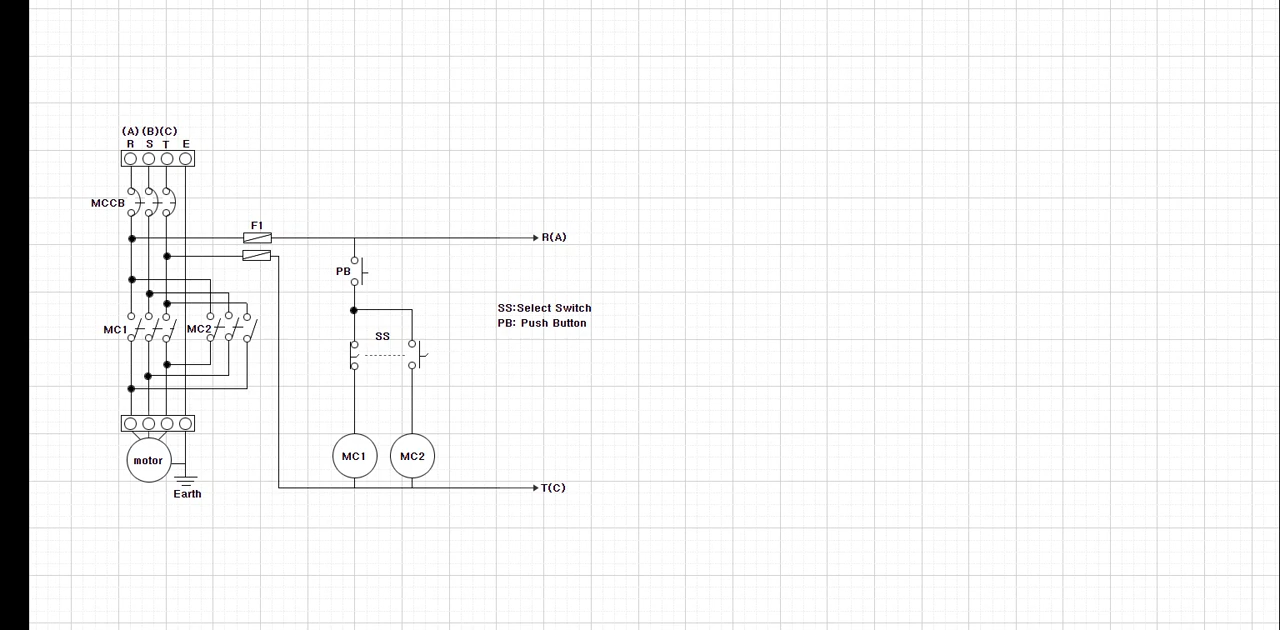 (A) (B)(C)
R S T E
MCCB
F1
R(A)
PB
SS:Select Switch
PB: Push Button
MC1
MC2
SS
MC1
MC2
motor
T(C)
Earth